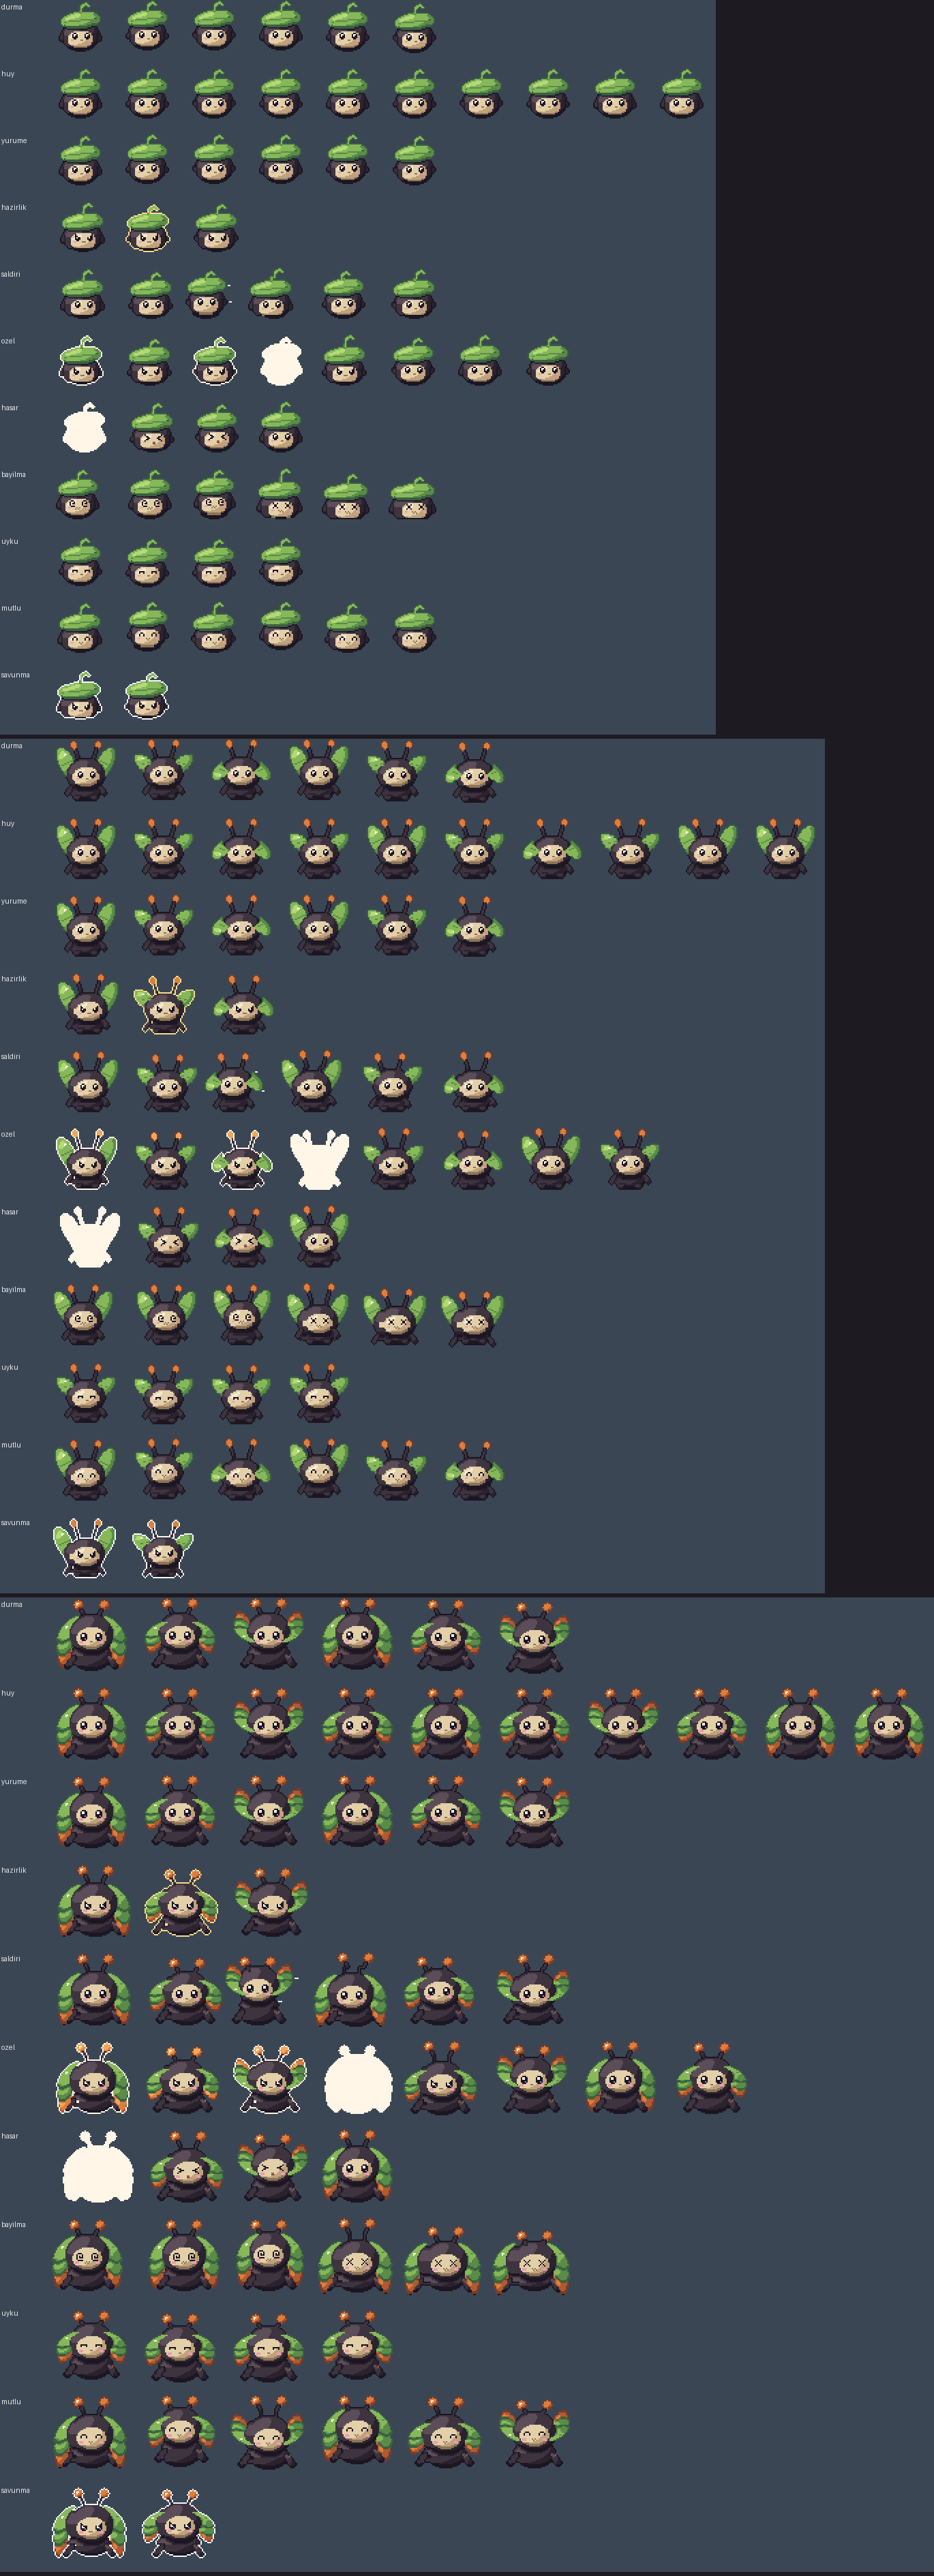 durma
huy
yurume
hazirlik
saldiri
ozel
hasar
bayilma
uyku
mutlu
savunma
durma
huy
yurume
hazirlik
saldiri
ozel
hasar
bayilma
uyku
mutlu
savunma
durma
huy
yurume
hazirlik
saldiri
ozel
hasar
bayilma
uyku
mutlu
savunma